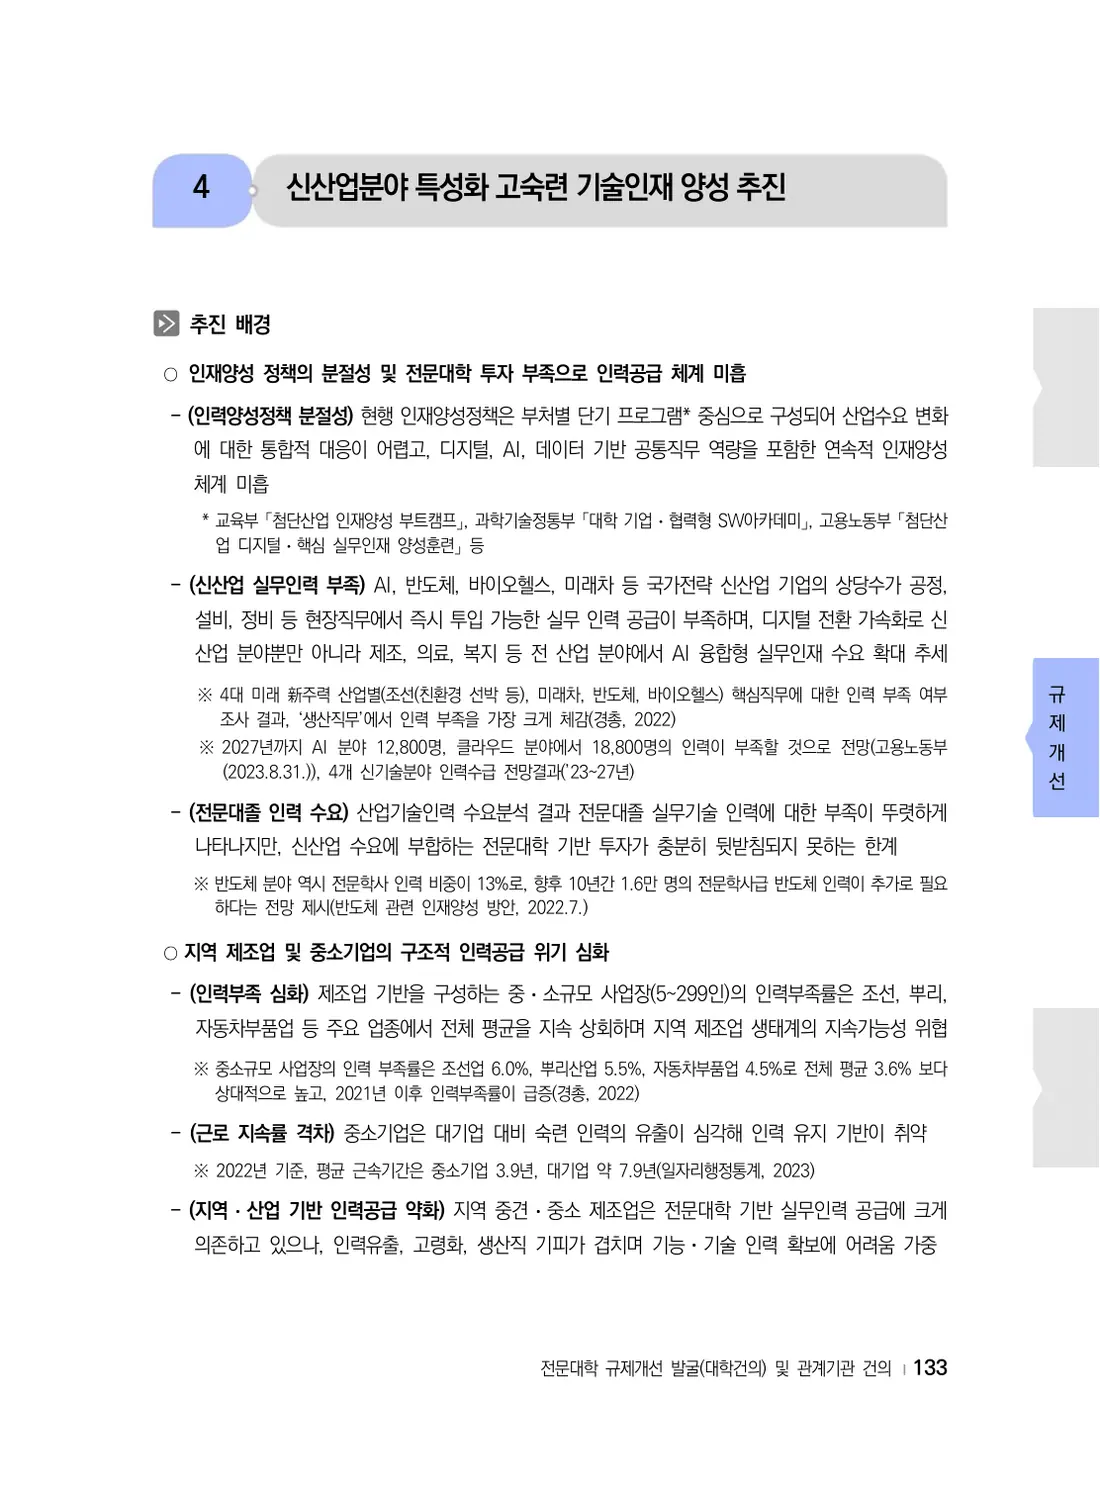 4
신산업분야 특성화 고숙련 기술인재 양성 추진
추진 배경
○ 인재양성 정책의 분절성 및 전문대학 투자 부족으로 인력공급 체계 미흡
- (인력양성정책 분절성) 현행 인재양성정책은 부처별 단기 프로그램* 중심으로 구성되어 산업수요 변화
에 대한 통합적 대응이 어렵고, 디지털, AI, 데이터 기반 공통직무 역량을 포함한 연속적 인재양성
체계 미흡
* 교육부 「첨단산업 인재양성 부트캠프」, 과학기술정통부 「대학 기업·협력형 SW아카데미」, 고용노동부 「첨단산
업 디지털·핵심 실무인재 양성훈련」 등
- (신산업 실무인력 부족) AI, 반도체, 바이오헬스, 미래차 등 국가전략 신산업 기업의 상당수가 공정,
설비, 정비 등 현장직무에서 즉시 투입 가능한 실무 인력 공급이 부족하며, 디지털 전환 가속화로 신
산업 분야뿐만 아니라 제조, 의료, 복지 등 전 산업 분야에서 AI 융합형 실무인재 수요 확대 추세
※ 4대 미래 新주력 산업별(조선(친환경 선박 등), 미래차, 반도체, 바이오헬스) 핵심직무에 대한 인력 부족 여부
조사 결과, ‘생산직무’에서 인력 부족을 가장 크게 체감(경총, 2022)
※ 2027년까지 AI 분야 12,800명, 클라우드 분야에서 18,800명의 인력이 부족할 것으로 전망(고용노동부
(2023.8.31.)), 4개 신기술분야 인력수급 전망결과(’23~27년)
- (전문대졸 인력 수요) 산업기술인력 수요분석 결과 전문대졸 실무기술 인력에 대한 부족이 뚜렷하게
나타나지만, 신산업 수요에 부합하는 전문대학 기반 투자가 충분히 뒷받침되지 못하는 한계
※ 반도체 분야 역시 전문학사 인력 비중이 13%로, 향후 10년간 1.6만 명의 전문학사급 반도체 인력이 추가로 필요
하다는 전망 제시(반도체 관련 인재양성 방안, 2022.7.)
○ 지역 제조업 및 중소기업의 구조적 인력공급 위기 심화
- (인력부족 심화) 제조업 기반을 구성하는 중·소규모 사업장(5~299인)의 인력부족률은 조선, 뿌리,
자동차부품업 등 주요 업종에서 전체 평균을 지속 상회하며 지역 제조업 생태계의 지속가능성 위협
※ 중소규모 사업장의 인력 부족률은 조선업 6.0%, 뿌리산업 5.5%, 자동차부품업 4.5%로 전체 평균 3.6% 보다
상대적으로 높고, 2021년 이후 인력부족률이 급증(경총, 2022)
- (근로 지속률 격차) 중소기업은 대기업 대비 숙련 인력의 유출이 심각해 인력 유지 기반이 취약
※ 2022년 기준, 평균 근속기간은 중소기업 3.9년, 대기업 약 7.9년(일자리행정통계, 2023)
- (지역·산업 기반 인력공급 약화) 지역 중견·중소 제조업은 전문대학 기반 실무인력 공급에 크게
의존하고 있으나, 인력유출, 고령화, 생산직 기피가 겹치며 기능·기술 인력 확보에 어려움 가중
규
제
개
선
전문대학 규제개선 발굴(대학건의) 및 관계기관 건의 | 133